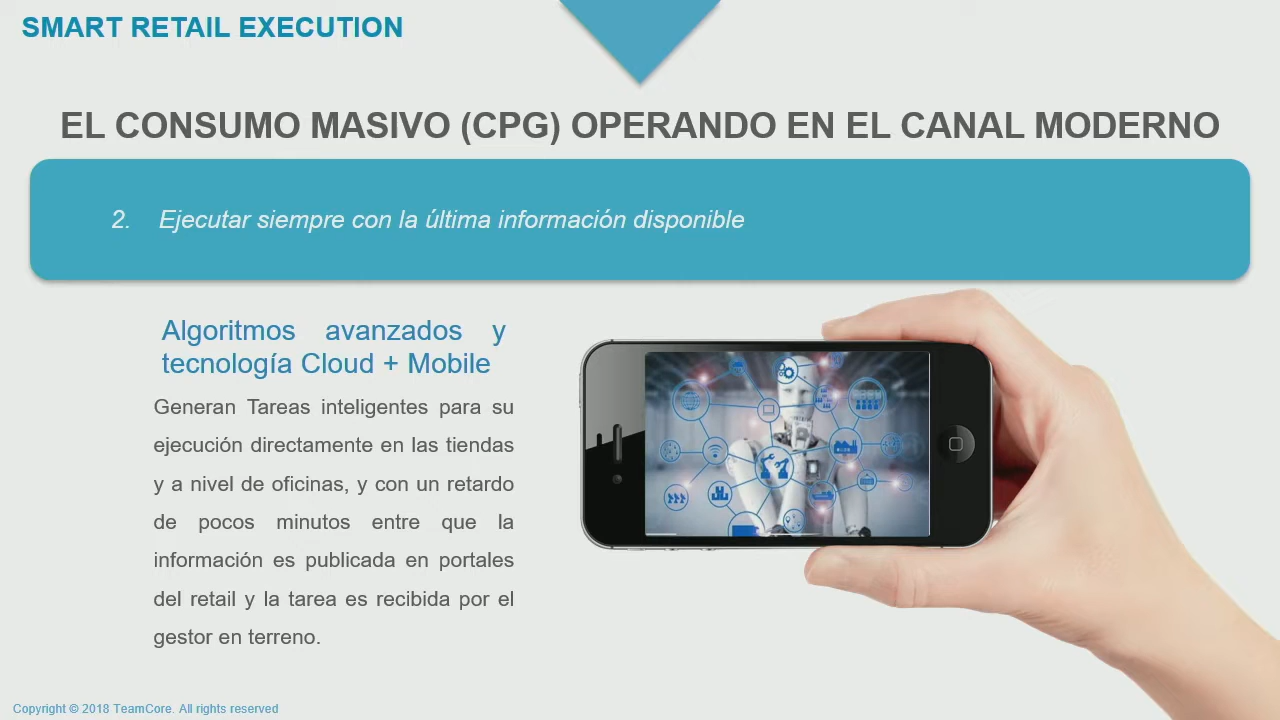 SMART RETAIL EXECUTION
EL CONSUMO MASIVO (CPG) OPERANDO EN EL CANAL MODERNO
2. Ejecutar siempre con la última información disponible
Algoritmos avanzados y
tecnología Cloud + Mobile
Generan Tareas inteligentes para su
ejecución directamente en las tiendas
y a nivel de oficinas, y con un retardo
de pocos minutos entre que la
información es publicada en portales
del retail y la tarea es recibida por el
gestor en terreno.
Copyright © 2018 TeamCore. All rights reserved